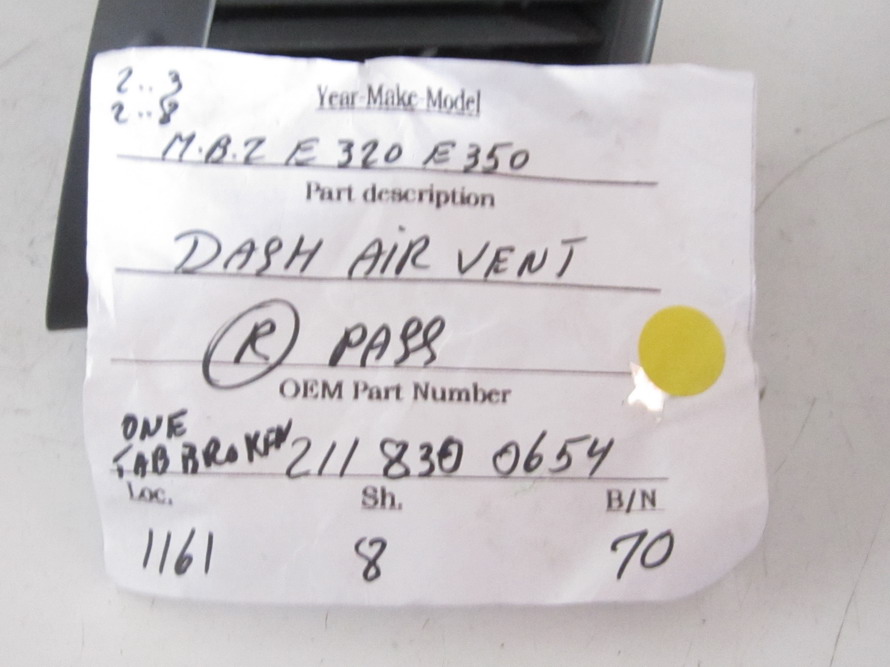 2..3
2..8
Year-Make-Model
M.B.Z E 320 E 350
Part description
DASH AIR VENT
R PASS
OEM Part Number
ONE
TAB BROKEN 211 830 0654
Loc. Sh. B/N
1161 8 70